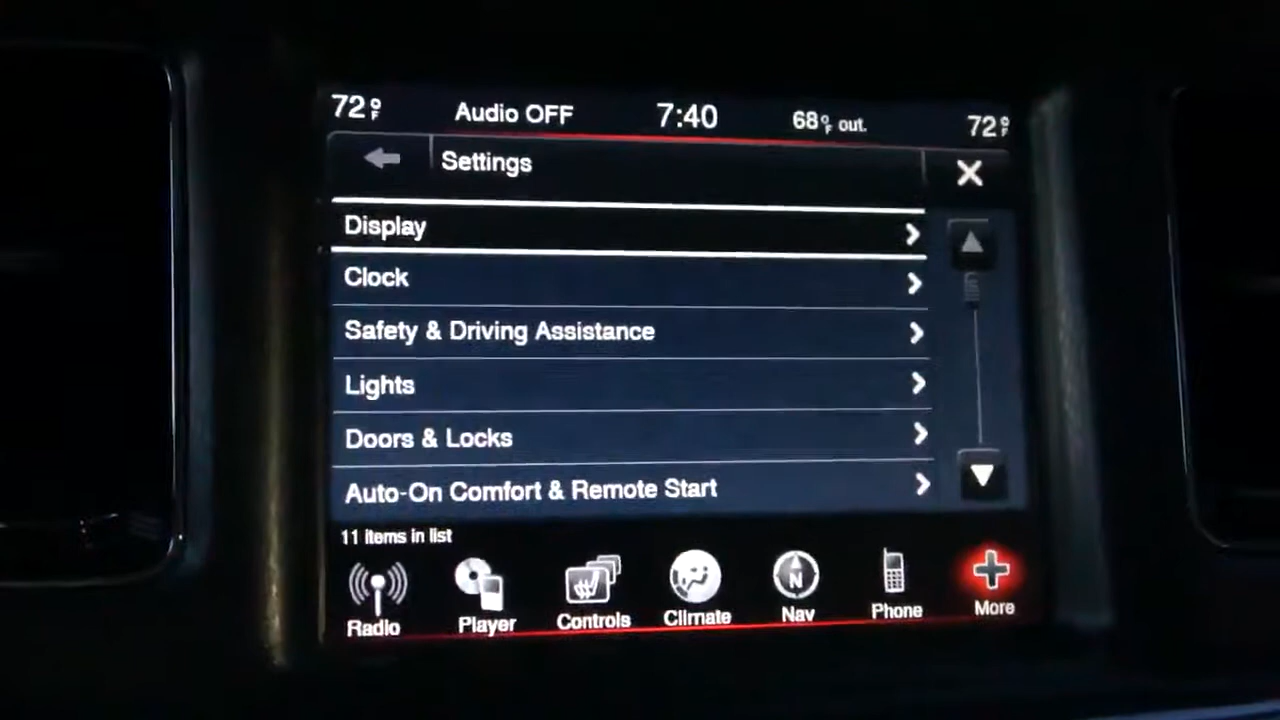 72°F Audio OFF 7:40 68°F out. 72°F
Settings
Display
Clock
Safety & Driving Assistance
Lights
Doors & Locks
Auto-On Comfort & Remote Start
11 items in list
N
Radio Player Controls Climate Nav Phone More